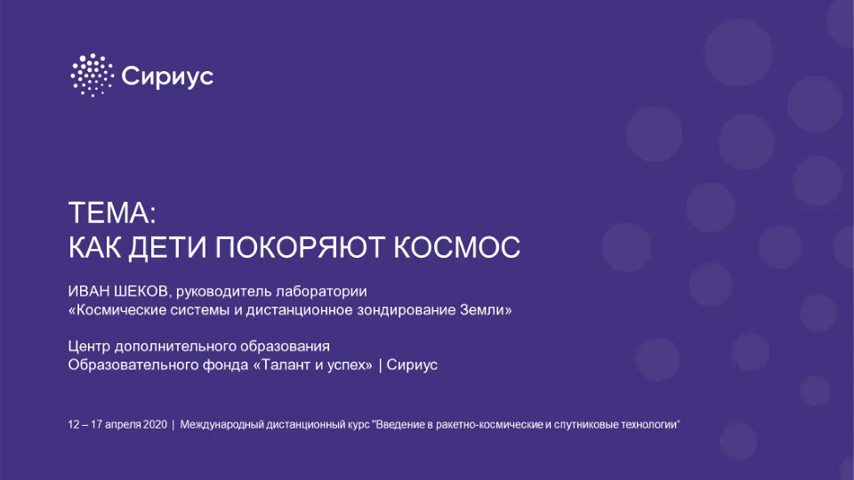 Сириус
ТЕМА:
КАК ДЕТИ ПОКОРЯЮТ КОСМОС
ИВАН ШЕКОВ, руководитель лаборатории
«Космические системы и дистанционное зондирование Земли»
Центр дополнительного образования
Образовательного фонда «Талант и успех» | Сириус
12 – 17 апреля 2020 | Международный дистанционный курс "Введение в ракетно-космические и спутниковые технологии"